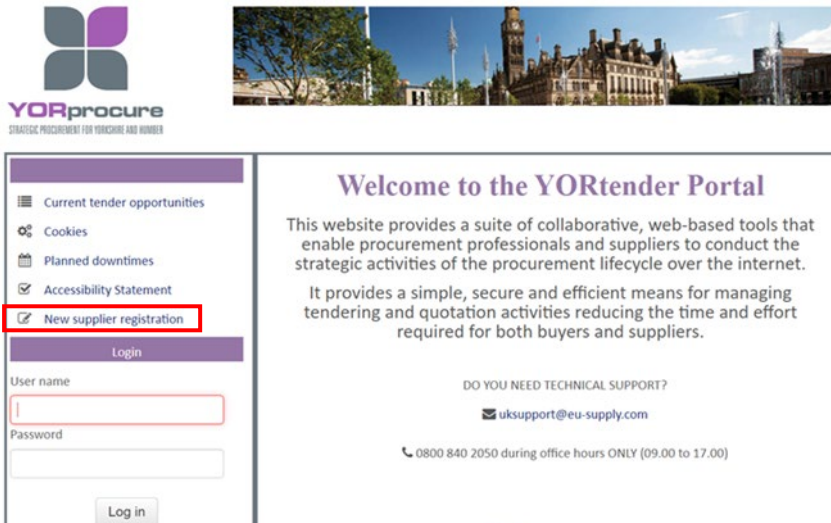 YORprocure
STRATEGIC PROCUREMENT FOR YORKSHIRE AND HUMBER
Current tender opportunities
Cookies
Planned downtimes
Accessibility Statement
New supplier registration
Login
User name
Password
Log in
Welcome to the YORtender Portal
This website provides a suite of collaborative, web-based tools that
enable procurement professionals and suppliers to conduct the
strategic activities of the procurement lifecycle over the internet.
It provides a simple, secure and efficient means for managing
tendering and quotation activities reducing the time and effort
required for both buyers and suppliers.
DO YOU NEED TECHNICAL SUPPORT?
uksupport@eu-supply.com
0800 840 2050 during office hours ONLY (09.00 to 17.00)